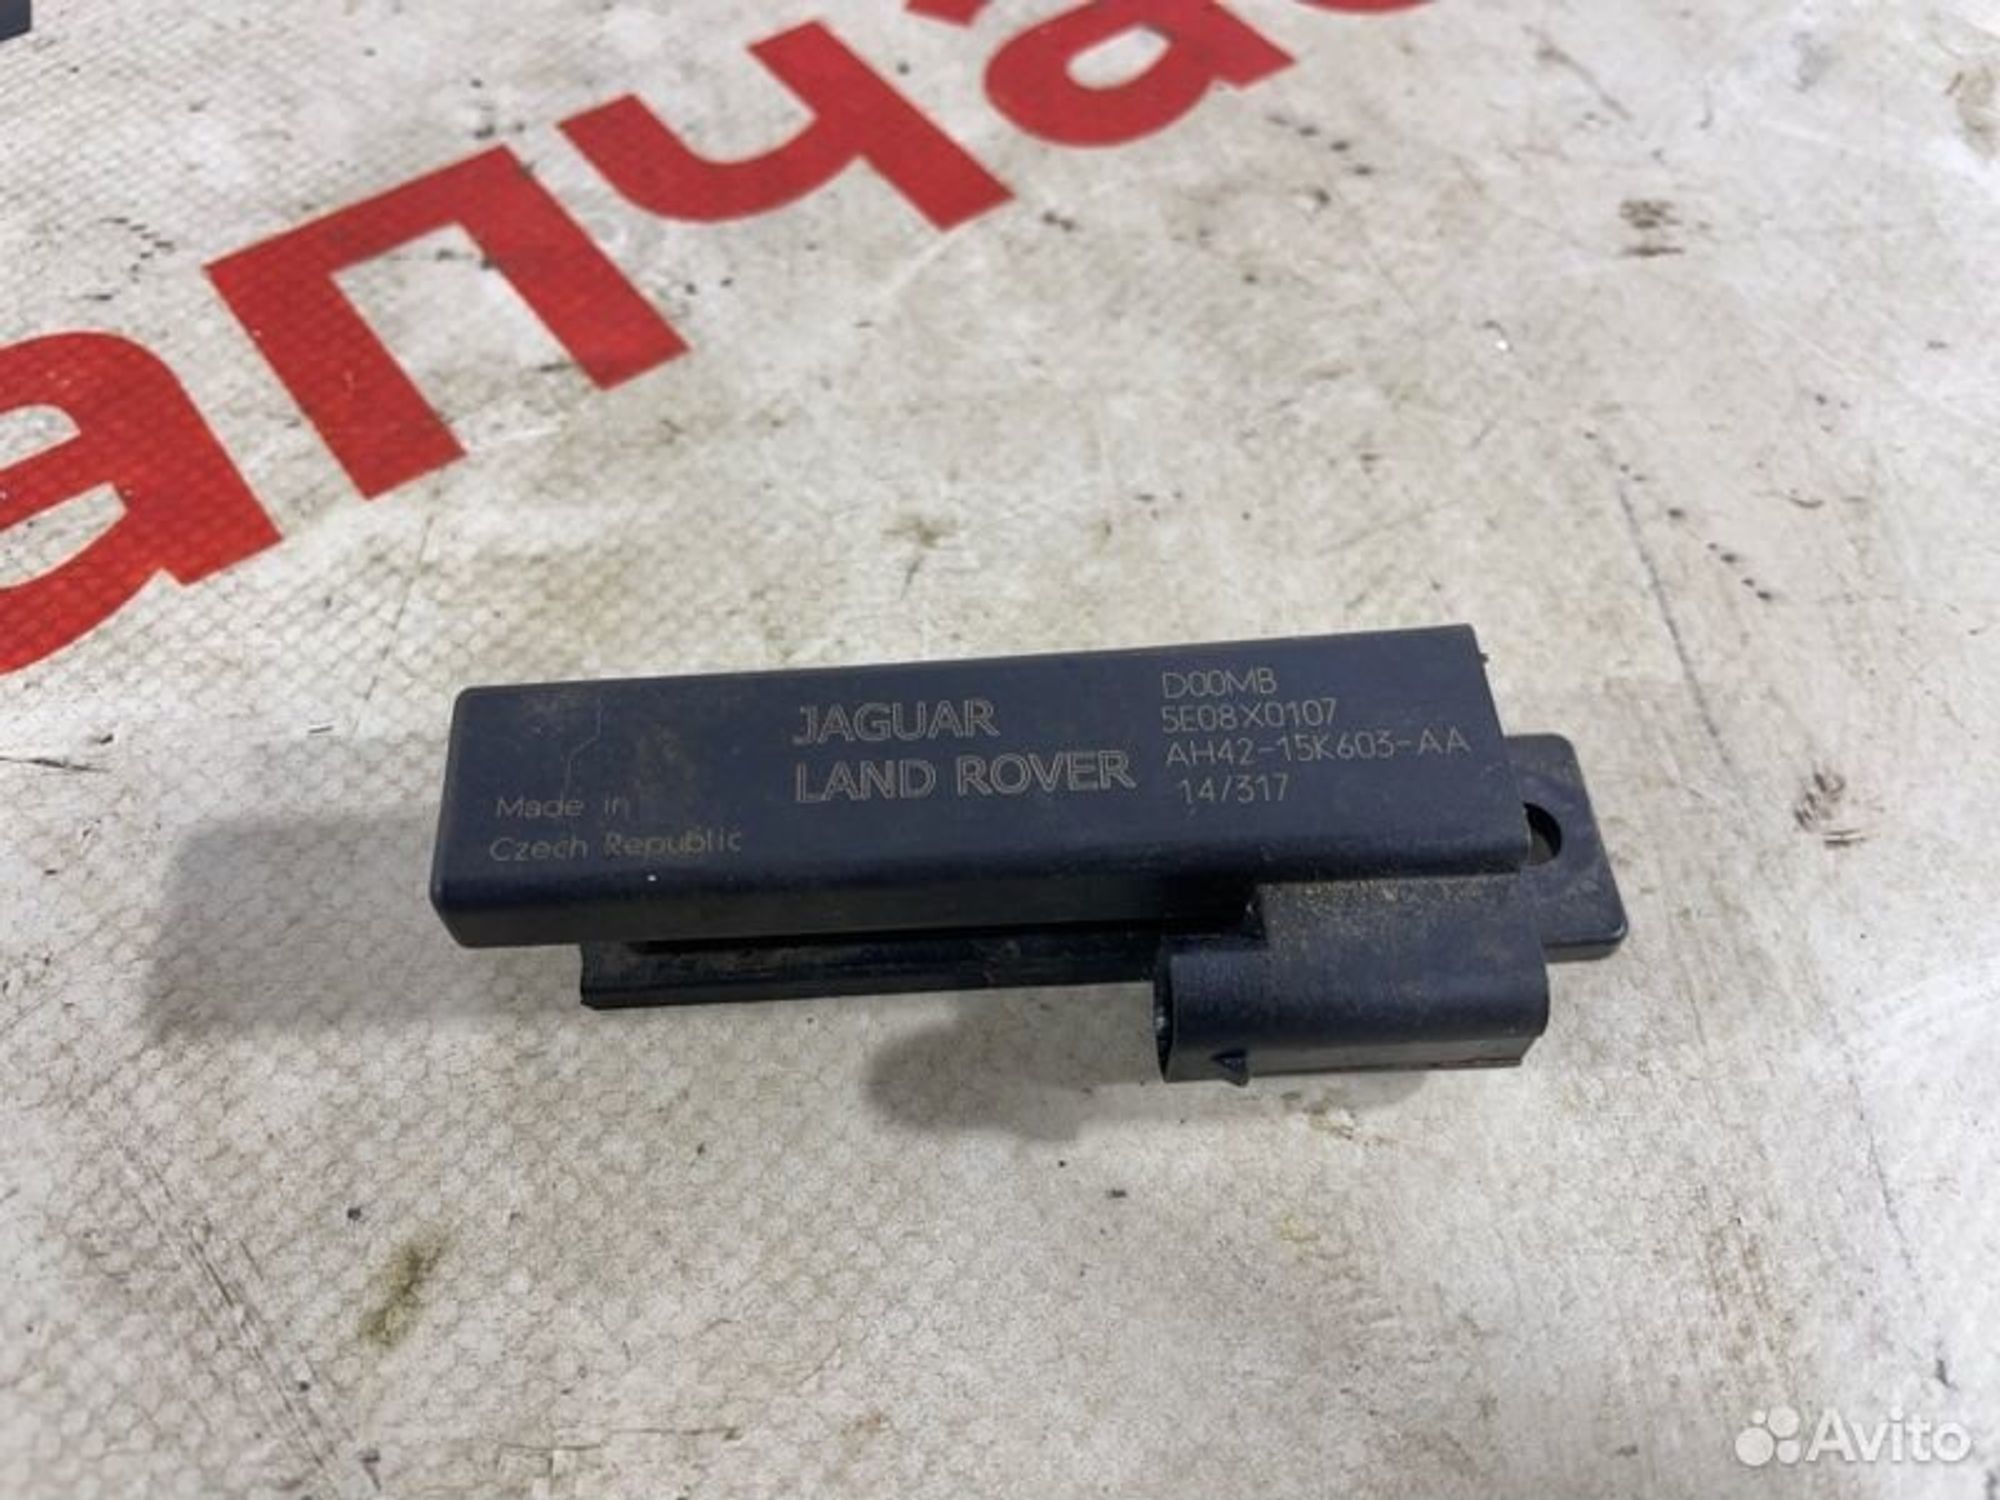 апча
JAGUAR
LAND ROVER
D00MB
5E08X0107
AH42-15K603-AA
14/317
Made in
Czech Republic
Avito